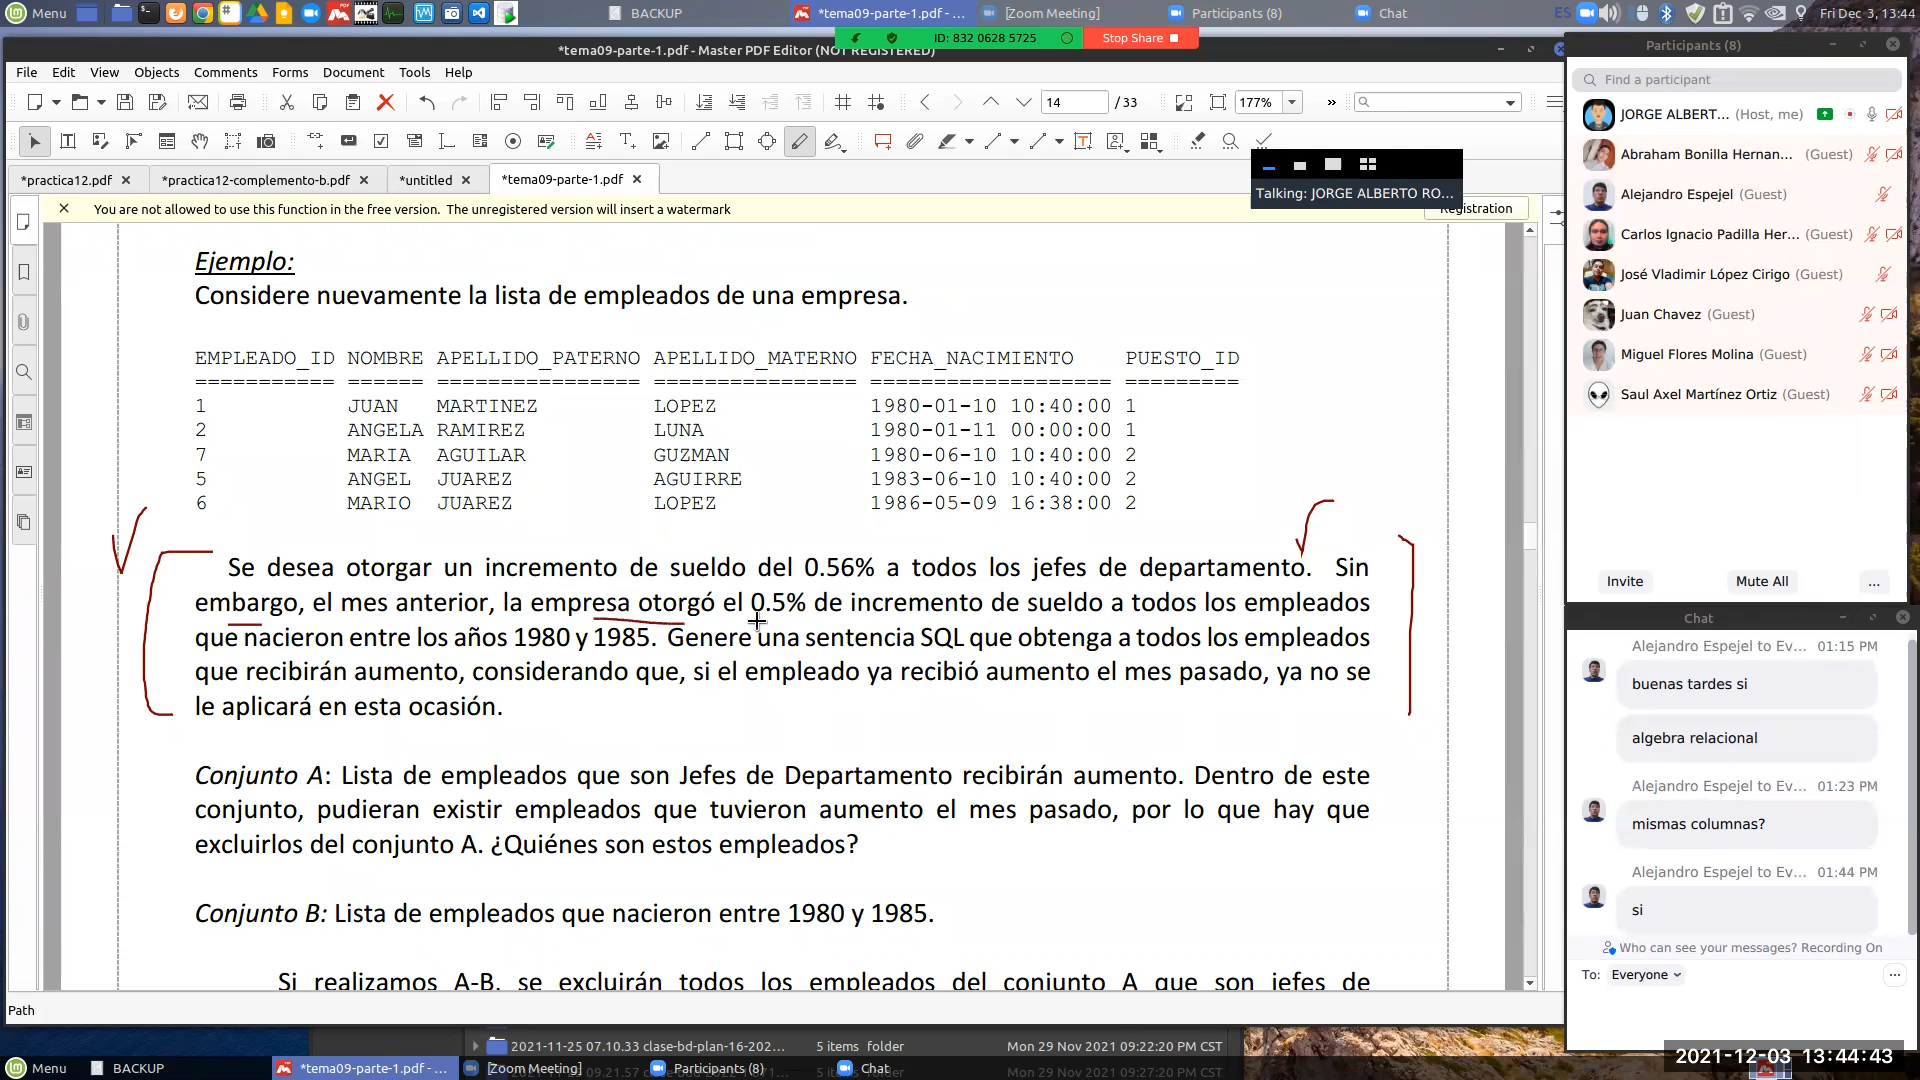 Menu
BACKUP
*tema09-parte-1.pdf - ...
[Zoom Meeting]
Participants (8)
Chat
ES
Fri Dec 3, 13:44
*tema09-parte-1.pdf - Master PDF Editor (NOT REGISTERED)
ID: 832 0628 5725
Stop Share
File Edit View Objects Comments Forms Document Tools Help
14 / 33
177%
»
*practica12.pdf
*practica12-complemento-b.pdf
*untitled
*tema09-parte-1.pdf
Talking: JORGE ALBERTO RO...
You are not allowed to use this function in the free version. The unregistered version will insert a watermark
Registration
Ejemplo:
Considere nuevamente la lista de empleados de una empresa.
EMPLEADO_ID NOMBRE APELLIDO_PATERNO APELLIDO_MATERNO FECHA_NACIMIENTO PUESTO_ID
=========== ====== ================ ================ =================== =========
1 JUAN MARTINEZ LOPEZ 1980-01-10 10:40:00 1
2 ANGELA RAMIREZ LUNA 1980-01-11 00:00:00 1
7 MARIA AGUILAR GUZMAN 1980-06-10 10:40:00 2
5 ANGEL JUAREZ AGUIRRE 1983-06-10 10:40:00 2
6 MARIO JUAREZ LOPEZ 1986-05-09 16:38:00 2
Se desea otorgar un incremento de sueldo del 0.56% a todos los jefes de departamento. Sin
embargo, el mes anterior, la empresa otorgó el 0.5% de incremento de sueldo a todos los empleados
que nacieron entre los años 1980 y 1985. Genere una sentencia SQL que obtenga a todos los empleados
que recibirán aumento, considerando que, si el empleado ya recibió aumento el mes pasado, ya no se
le aplicará en esta ocasión.
Conjunto A: Lista de empleados que son Jefes de Departamento recibirán aumento. Dentro de este
conjunto, pudieran existir empleados que tuvieron aumento el mes pasado, por lo que hay que
excluirlos del conjunto A. ¿Quiénes son estos empleados?
Conjunto B: Lista de empleados que nacieron entre 1980 y 1985.
Si realizamos A-B, se excluirán todos los empleados del conjunto A que son jefes de
Path
Participants (8)
Find a participant
JORGE ALBERT... (Host, me)
Abraham Bonilla Hernan... (Guest)
Alejandro Espejel (Guest)
Carlos Ignacio Padilla Her... (Guest)
José Vladimir López Cirigo (Guest)
Juan Chavez (Guest)
Miguel Flores Molina (Guest)
Saul Axel Martínez Ortiz (Guest)
Invite
Mute All
...
Chat
Alejandro Espejel to Ev... 01:15 PM
buenas tardes si
algebra relacional
Alejandro Espejel to Ev... 01:23 PM
mismas columnas?
Alejandro Espejel to Ev... 01:44 PM
si
Who can see your messages? Recording On
To: Everyone
2021-11-25 07.10.33 clase-bd-plan-16-202... 5 items folder Mon 29 Nov 2021 09:22:20 PM CST
2021-12-03 13:44:43
Menu
BACKUP
*tema09-parte-1.pdf - ...
[Zoom Meeting]
Participants (8)
Chat